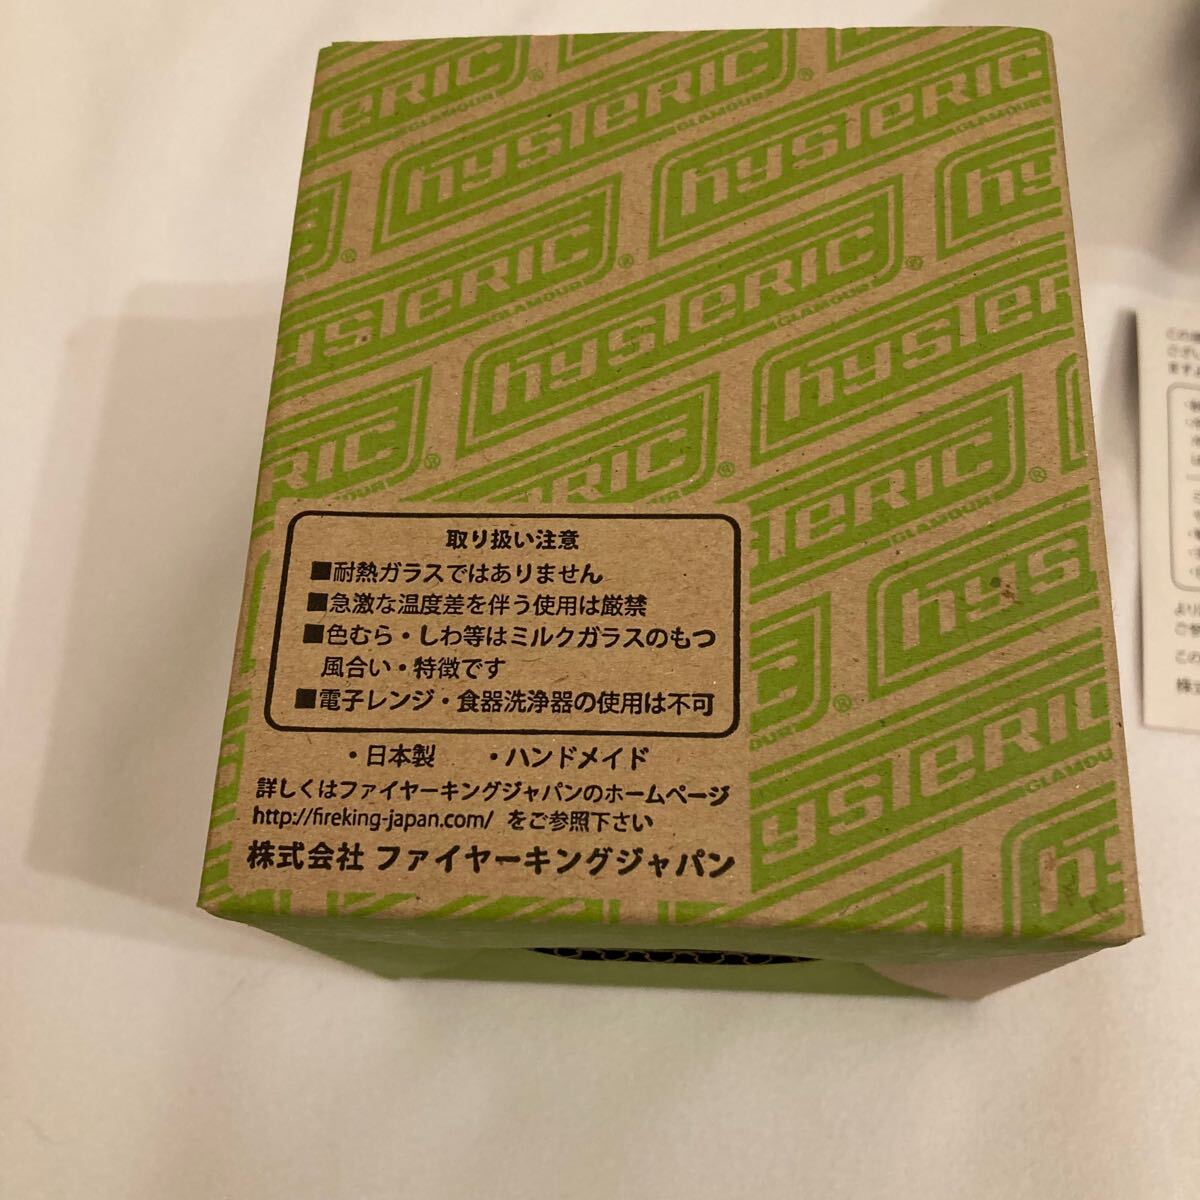 hysteric
GLAMOUR
取り扱い注意
■耐熱ガラスではありません
■急激な温度差を伴う使用は厳禁
■色むら・しわ等はミルクガラスのもつ
風合い・特徴です
■電子レンジ・食器洗浄器の使用は不可
・日本製 ・ハンドメイド
詳しくはファイヤーキングジャパンのホームページ
http://fireking-japan.com/ をご参照下さい
株式会社 ファイヤーキングジャパン